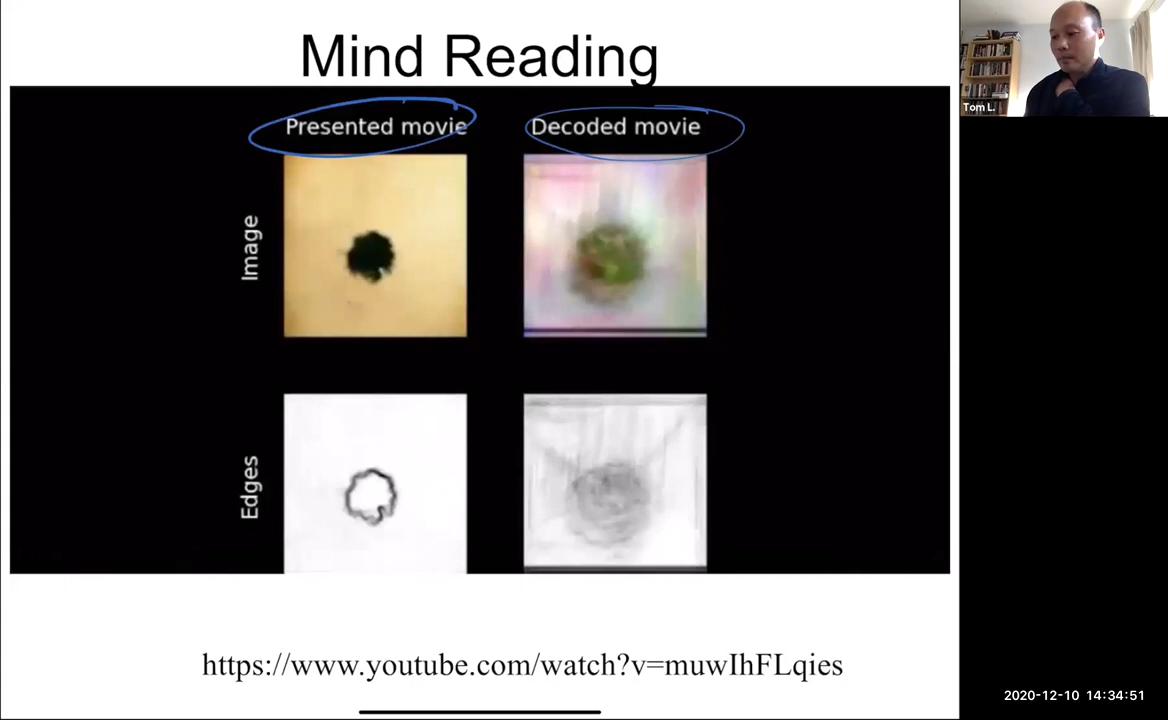 Mind Reading
Presented movie
Decoded movie
Image
Edges
https://www.youtube.com/watch?v=muwIhFLqies
Tom L.
2020-12-10 14:34:51